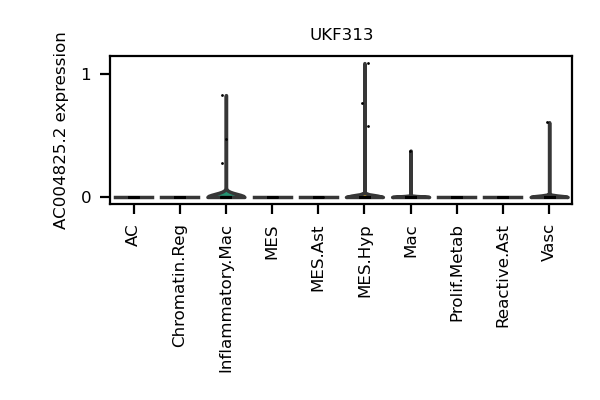 UKF313
AC004825.2 expression
1
0
AC
Chromatin.Reg
Inflammatory.Mac
MES
MES.Ast
MES.Hyp
Mac
Prolif.Metab
Reactive.Ast
Vasc